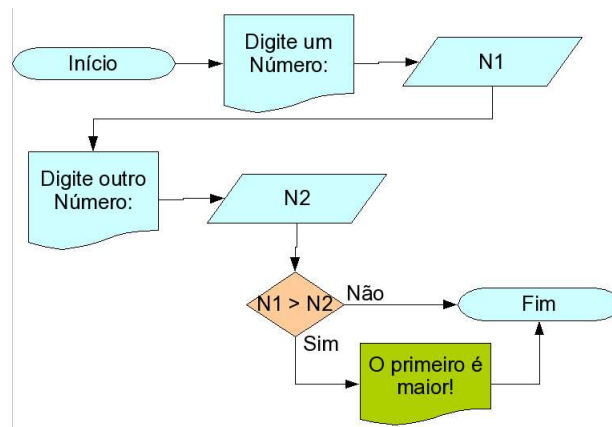 Início
Digite um
Número:
N1
Digite outro
Número:
N2
N1 > N2
Não
Fim
Sim
O primeiro é
maior!